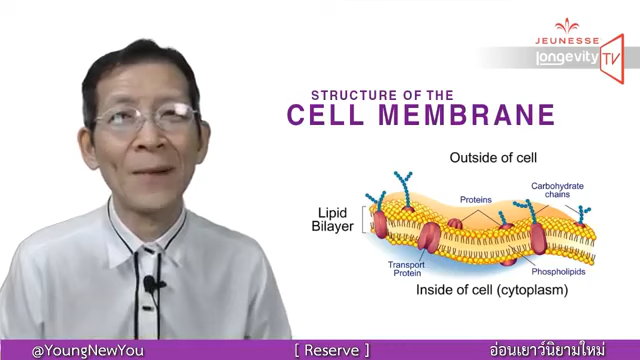 JEUNESSE
longevity TV
STRUCTURE OF THE
CELL MEMBRANE
Outside of cell
Carbohydrate
chains
Proteins
Lipid
Bilayer
Transport
Protein
Phospholipids
Inside of cell (cytoplasm)
@YoungNewYou
[ Reserve ]
อ่อนเยาว์นิยามใหม่